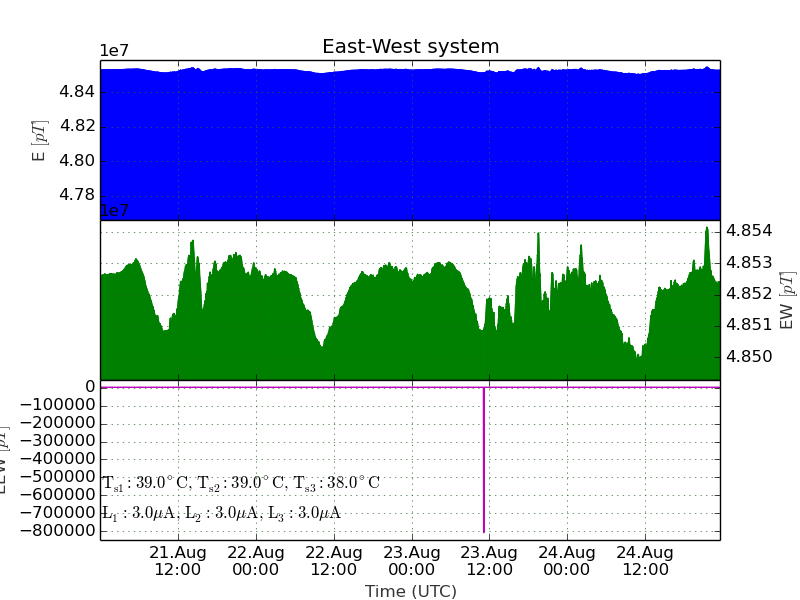 East-West system
1e7
4.84
4.82
4.80
4.78
E [pT]
1e7
4.854
4.853
4.852
4.851
4.850
EW [pT]
0
−100000
−200000
−300000
−400000
−500000
−600000
−700000
−800000
[pT]
T_s1 : 39.0°C, T_s2 : 39.0°C, T_s3 : 38.0°C
L_1 : 3.0μA, L_2 : 3.0μA, L_3 : 3.0μA
21.Aug 22.Aug 22.Aug 23.Aug 23.Aug 24.Aug 24.Aug
12:00 00:00 12:00 00:00 12:00 00:00 12:00
Time (UTC)